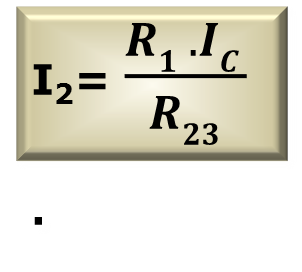 I₂= R₁ .I_C / R₂₃
.